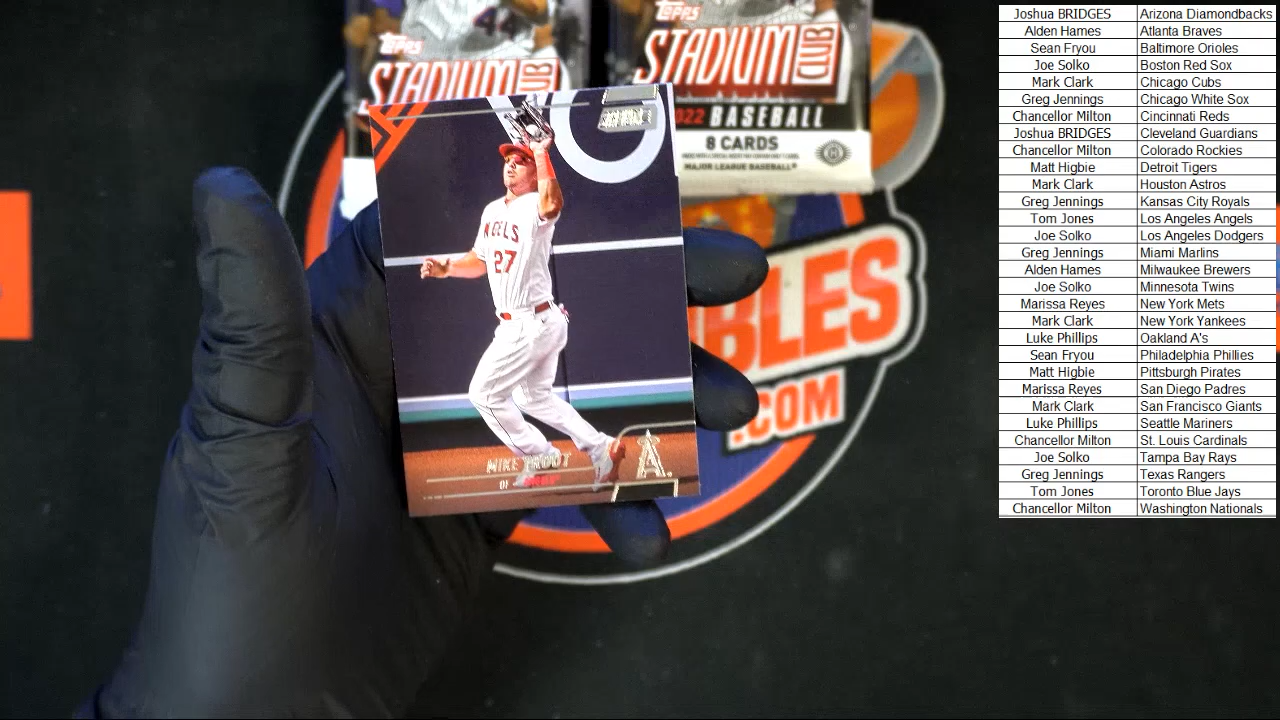 Topps
STADIUM
CLUB
Topps
STADIUM
CLUB
2022 BASEBALL
8 CARDS
MAJOR LEAGUE BASEBALL®
ANGELS
27
MIKE TROUT
OF
A.
BLES
.COM
Joshua BRIDGES Arizona Diamondbacks
Alden Hames Atlanta Braves
Sean Fryou Baltimore Orioles
Joe Solko Boston Red Sox
Mark Clark Chicago Cubs
Greg Jennings Chicago White Sox
Chancellor Milton Cincinnati Reds
Joshua BRIDGES Cleveland Guardians
Chancellor Milton Colorado Rockies
Matt Higbie Detroit Tigers
Mark Clark Houston Astros
Greg Jennings Kansas City Royals
Tom Jones Los Angeles Angels
Joe Solko Los Angeles Dodgers
Greg Jennings Miami Marlins
Alden Hames Milwaukee Brewers
Joe Solko Minnesota Twins
Marissa Reyes New York Mets
Mark Clark New York Yankees
Luke Phillips Oakland A's
Sean Fryou Philadelphia Phillies
Matt Higbie Pittsburgh Pirates
Marissa Reyes San Diego Padres
Mark Clark San Francisco Giants
Luke Phillips Seattle Mariners
Chancellor Milton St. Louis Cardinals
Joe Solko Tampa Bay Rays
Greg Jennings Texas Rangers
Tom Jones Toronto Blue Jays
Chancellor Milton Washington Nationals